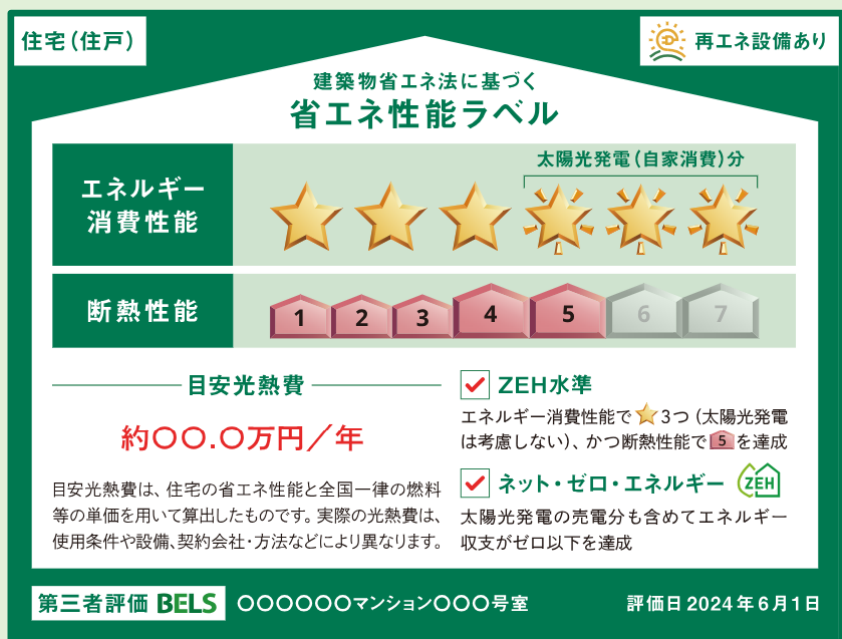 住宅(住戸)
再エネ設備あり
建築物省エネ法に基づく
省エネ性能ラベル
エネルギー
消費性能
太陽光発電(自家消費)分
断熱性能
1 2 3 4 5 6 7
目安光熱費
約〇〇.〇万円/年
目安光熱費は、住宅の省エネ性能と全国一律の燃料
等の単価を用いて算出したものです。実際の光熱費は、
使用条件や設備、契約会社・方法などにより異なります。
ZEH水準
エネルギー消費性能で★3つ(太陽光発電
は考慮しない)、かつ断熱性能で5を達成
ネット・ゼロ・エネルギー ZEH
太陽光発電の売電分も含めてエネルギー
収支がゼロ以下を達成
第三者評価 BELS 〇〇〇〇〇〇マンション〇〇〇号室
評価日2024年6月1日